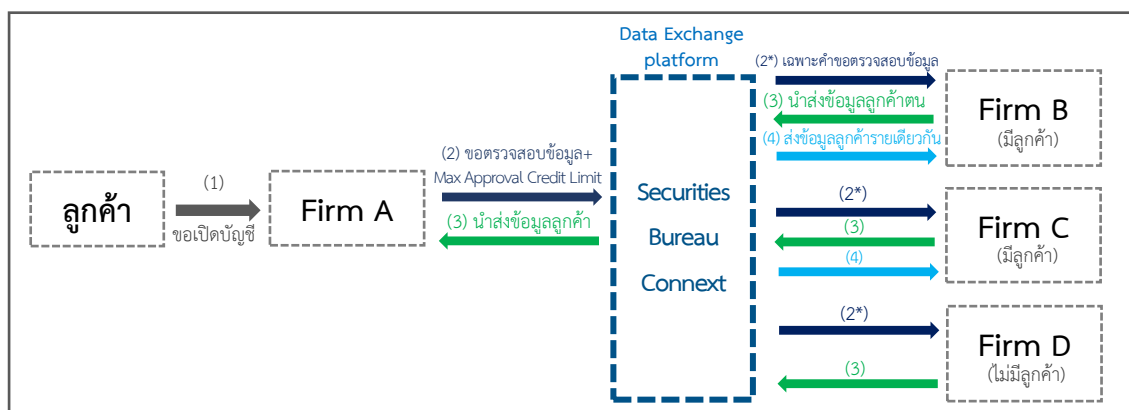 Data Exchange
platform
(2*) เฉพาะคำขอตรวจสอบข้อมูล
(3) นำส่งข้อมูลลูกค้าตน
Firm B
(มีลูกค้า)
(4) ส่งข้อมูลลูกค้ารายเดียวกัน
(2) ขอตรวจสอบข้อมูล+
Max Approval Credit Limit
(3) นำส่งข้อมูลลูกค้า
ลูกค้า
(1)
ขอเปิดบัญชี
Firm A
Securities
Bureau
Connext
(2*)
(3)
(4)
Firm C
(มีลูกค้า)
(2*)
(3)
Firm D
(ไม่มีลูกค้า)